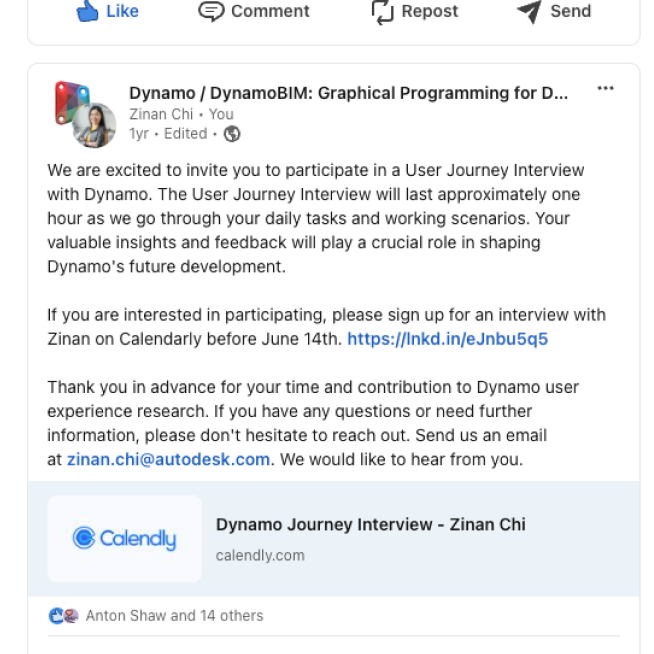 Like Comment Repost Send
Dynamo / DynamoBIM: Graphical Programming for D...
Zinan Chi • You
1yr • Edited •
We are excited to invite you to participate in a User Journey Interview
with Dynamo. The User Journey Interview will last approximately one
hour as we go through your daily tasks and working scenarios. Your
valuable insights and feedback will play a crucial role in shaping
Dynamo's future development.
If you are interested in participating, please sign up for an interview with
Zinan on Calendarly before June 14th. https://lnkd.in/eJnbu5q5
Thank you in advance for your time and contribution to Dynamo user
experience research. If you have any questions or need further
information, please don't hesitate to reach out. Send us an email
at zinan.chi@autodesk.com. We would like to hear from you.
Calendly
Dynamo Journey Interview - Zinan Chi
calendly.com
Anton Shaw and 14 others